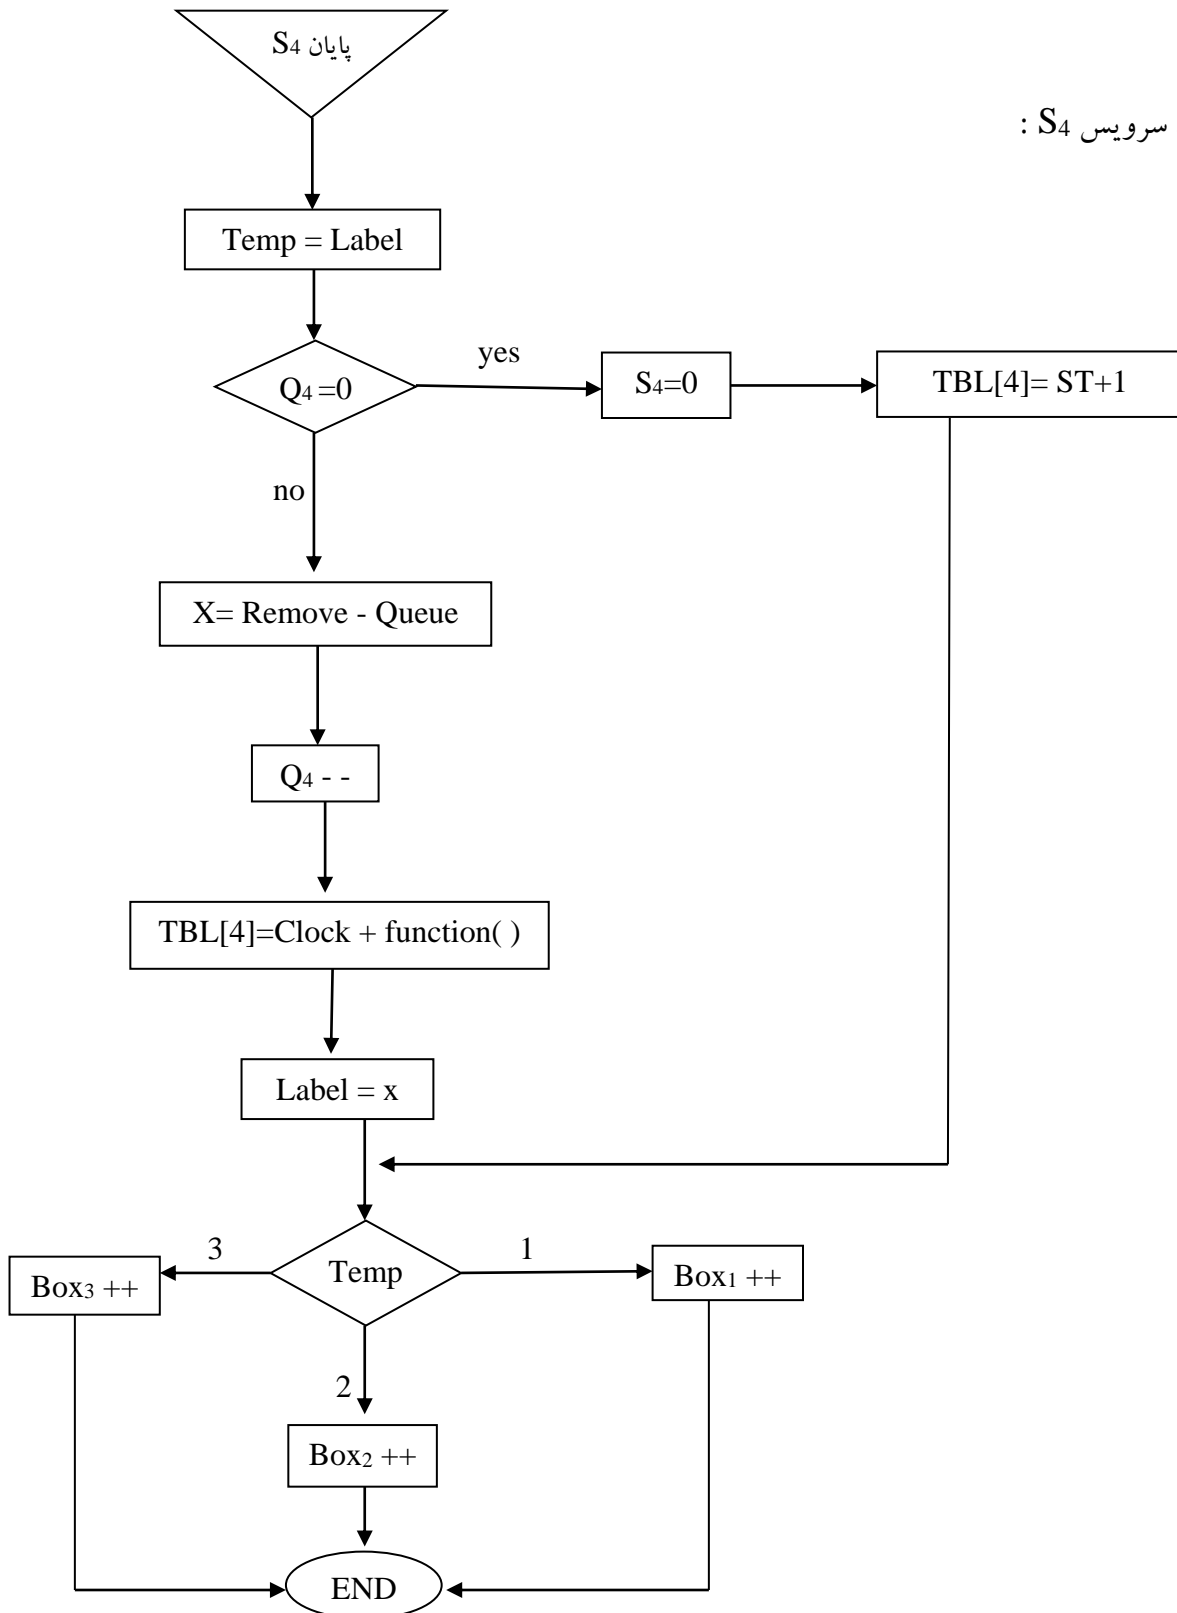 پایان S4
سرویس S4 :
Temp = Label
Q4 =0
yes
S4=0
TBL[4]= ST+1
no
X= Remove - Queue
Q4 - -
TBL[4]=Clock + function( )
Label = x
3
Temp
1
Box3 ++
Box1 ++
2
Box2 ++
END